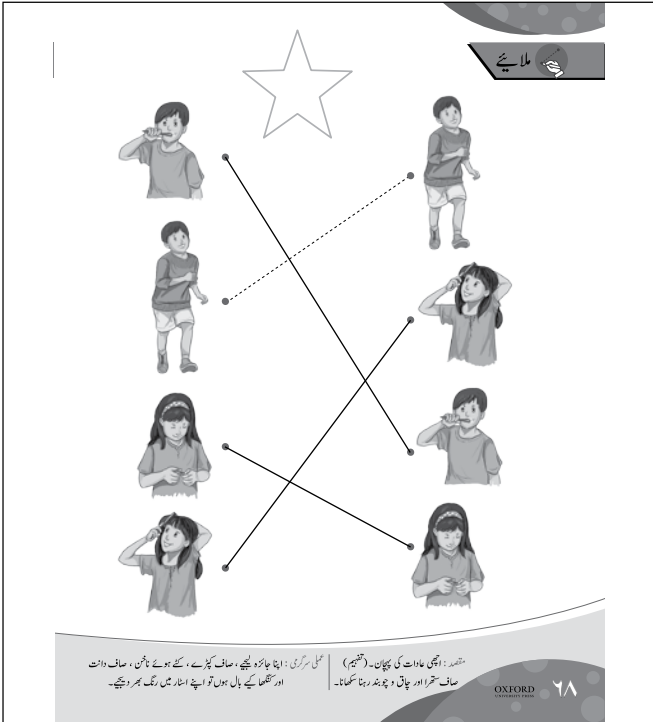 ملائیے
مقصد : اچھی عادات کی پہچان۔ (تفہیم)
صاف ستھرا اور چاق و چوبند رہنا سکھانا۔
عملی سرگرمی : اپنا جائزہ لیجیے ، صاف کپڑے ، کٹے ہوئے ناخن ، صاف دانت
اور کنگھا کیے بال ہوں تو اپنے اسٹار میں رنگ بھر دیجیے۔
OXFORD
UNIVERSITY PRESS
۶۸